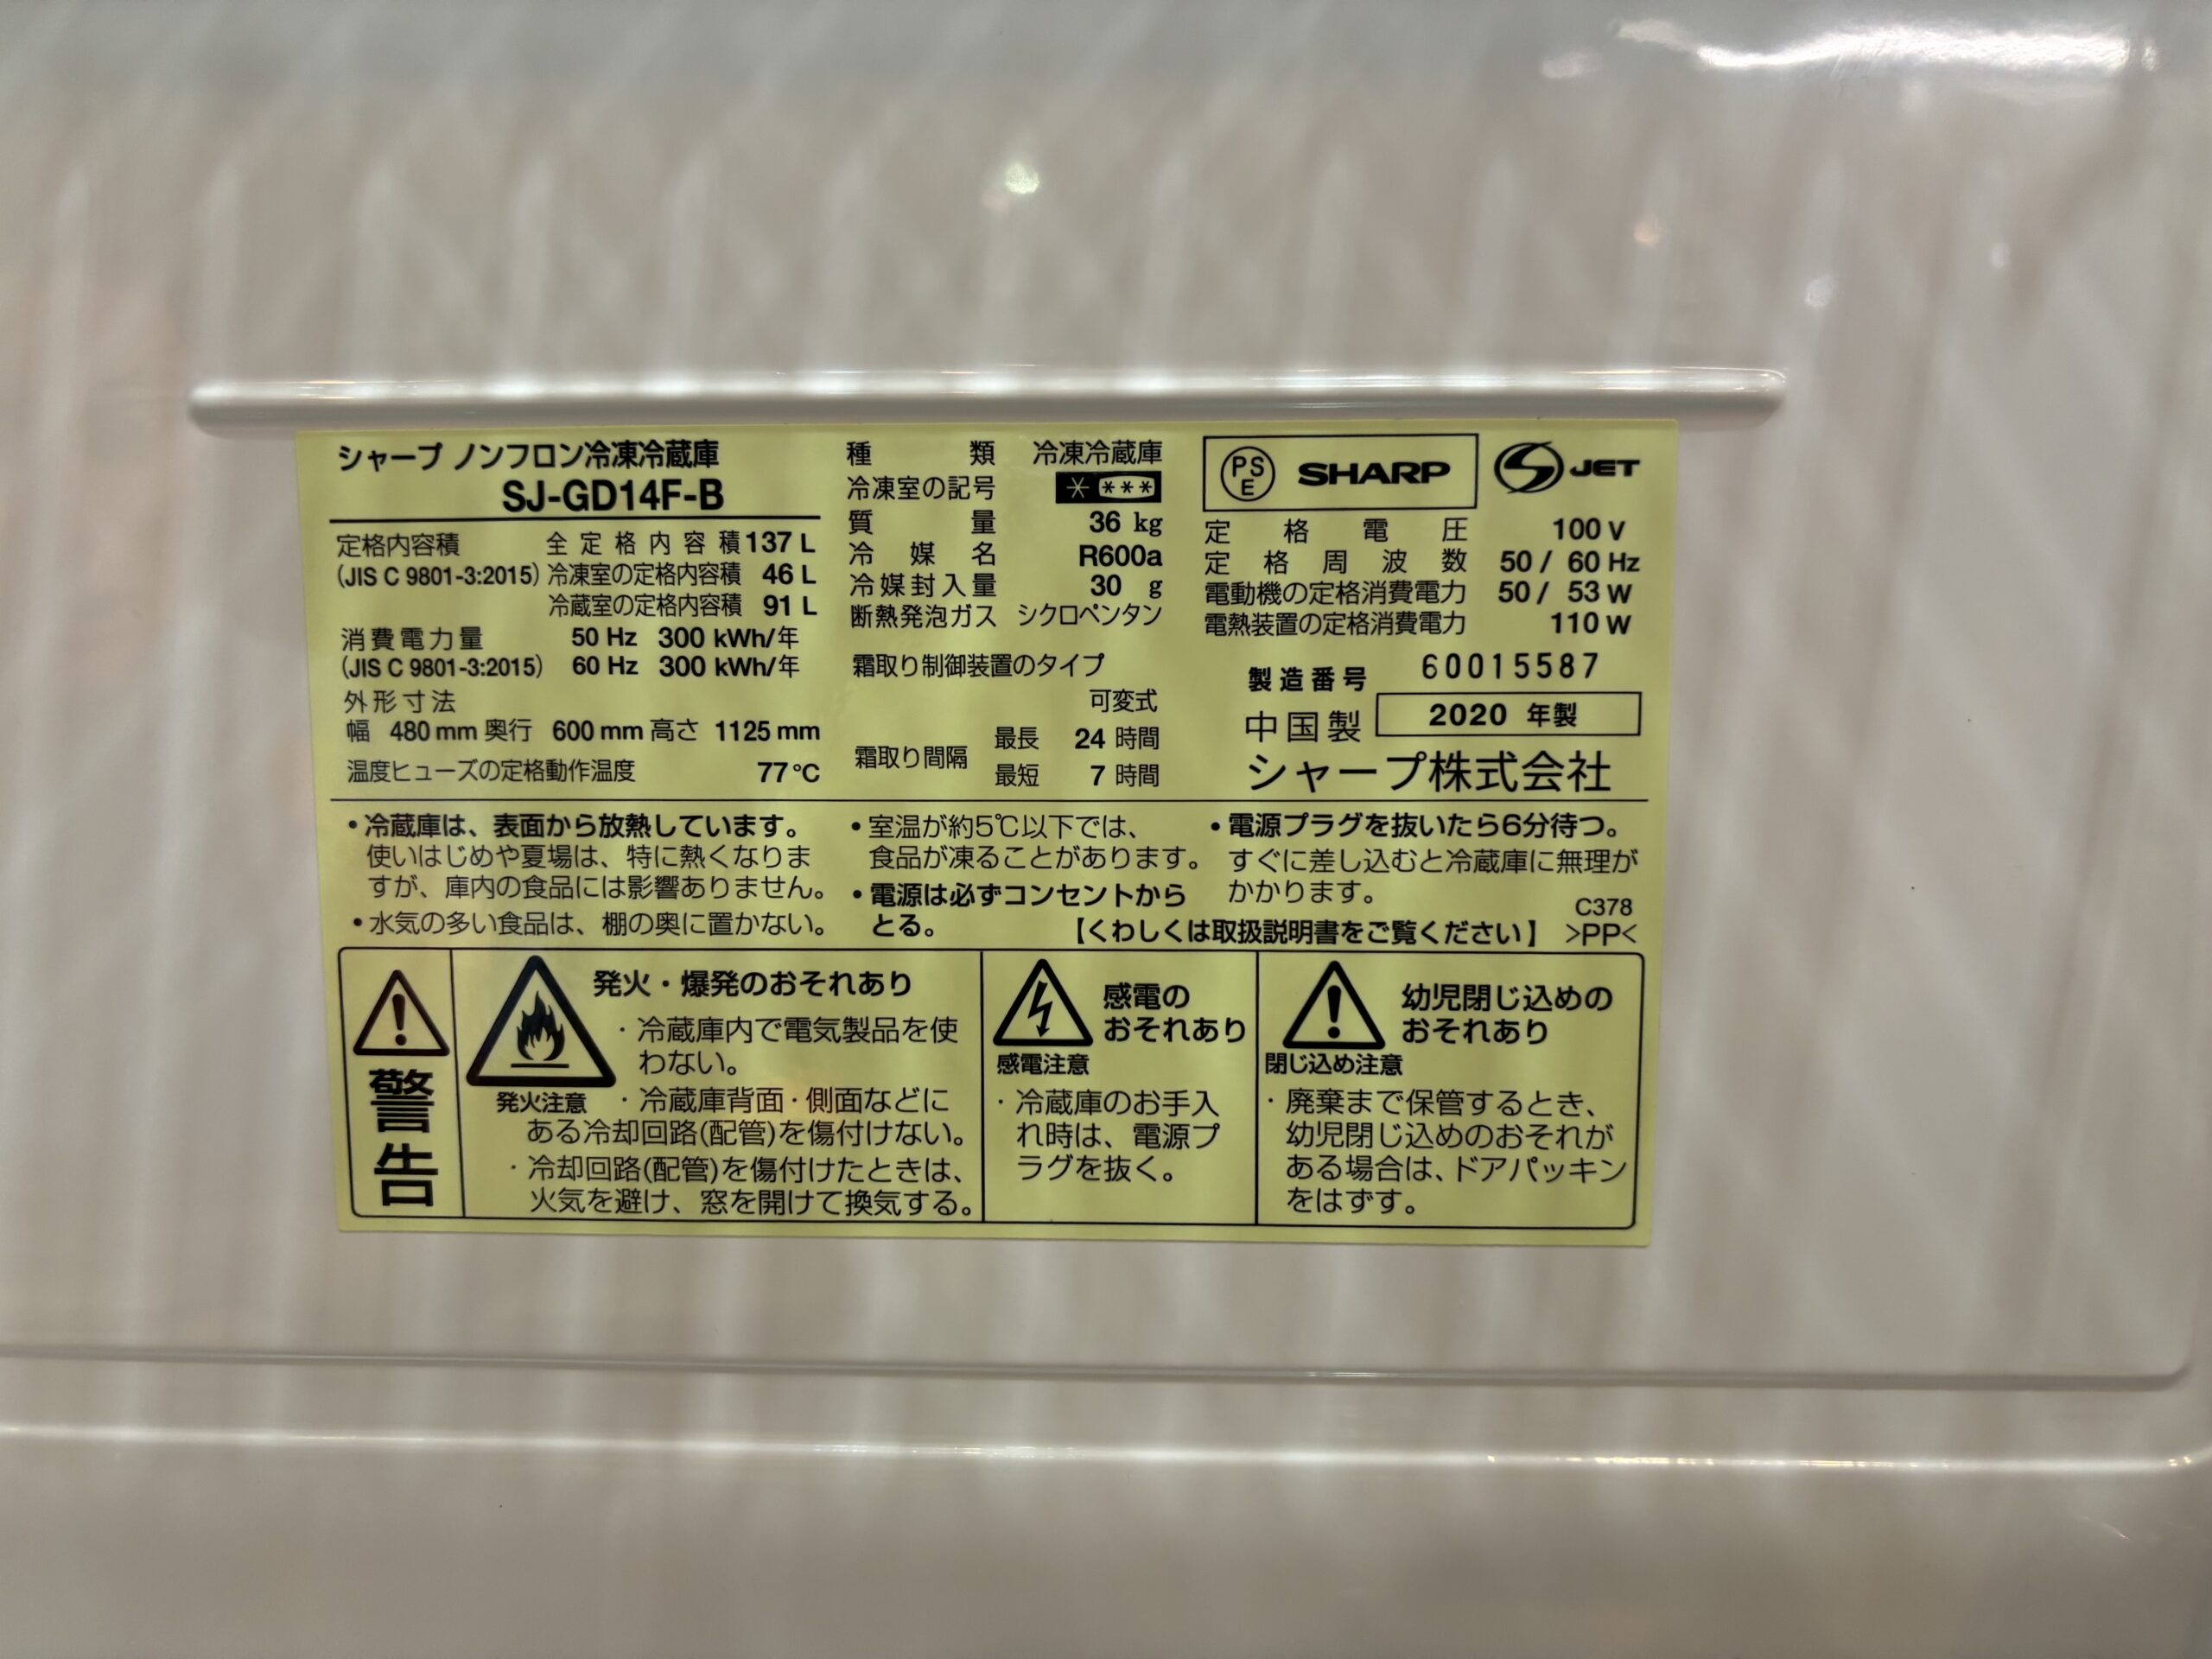 シャープ ノンフロン冷凍冷蔵庫
SJ-GD14F-B
定格内容積 全定格内容積 137 L
(JIS C 9801-3:2015) 冷凍室の定格内容積 46 L
冷蔵室の定格内容積 91 L
消費電力量 50 Hz 300 kWh/年
(JIS C 9801-3:2015) 60 Hz 300 kWh/年
外形寸法
幅 480 mm 奥行 600 mm 高さ 1125 mm
温度ヒューズの定格動作温度 77 ℃
種類 冷凍冷蔵庫
冷凍室の記号 * ***
質量 36 kg
冷媒名 R600a
冷媒封入量 30 g
断熱発泡ガス シクロペンタン
霜取り制御装置のタイプ
可変式
霜取り間隔
最長 24 時間
最短 7 時間
PSE SHARP JET
定格電圧 100 V
定格周波数 50 / 60 Hz
電動機の定格消費電力 50 / 53 W
電熱装置の定格消費電力 110 W
製造番号 60015587
中国製 2020 年製
シャープ株式会社
・冷蔵庫は、表面から放熱しています。
使いはじめや夏場は、特に熱くなりま
すが、庫内の食品には影響ありません。
・水気の多い食品は、棚の奥に置かない。
・室温が約5℃以下では、
食品が凍ることがあります。
・電源は必ずコンセントから
とる。
・電源プラグを抜いたら6分待つ。
すぐに差し込むと冷蔵庫に無理が
かかります。
C378
【くわしくは取扱説明書をご覧ください】 >PP<
警告
発火注意
発火・爆発のおそれあり
・冷蔵庫内で電気製品を使
わない。
・冷蔵庫背面・側面などに
ある冷却回路(配管)を傷付けない。
・冷却回路(配管)を傷付けたときは、
火気を避け、窓を開けて換気する。
感電の
おそれあり
感電注意
・冷蔵庫のお手入
れ時は、電源プ
ラグを抜く。
幼児閉じ込めの
おそれあり
閉じ込め注意
・廃棄まで保管するとき、
幼児閉じ込めのおそれが
ある場合は、ドアパッキン
をはずす。